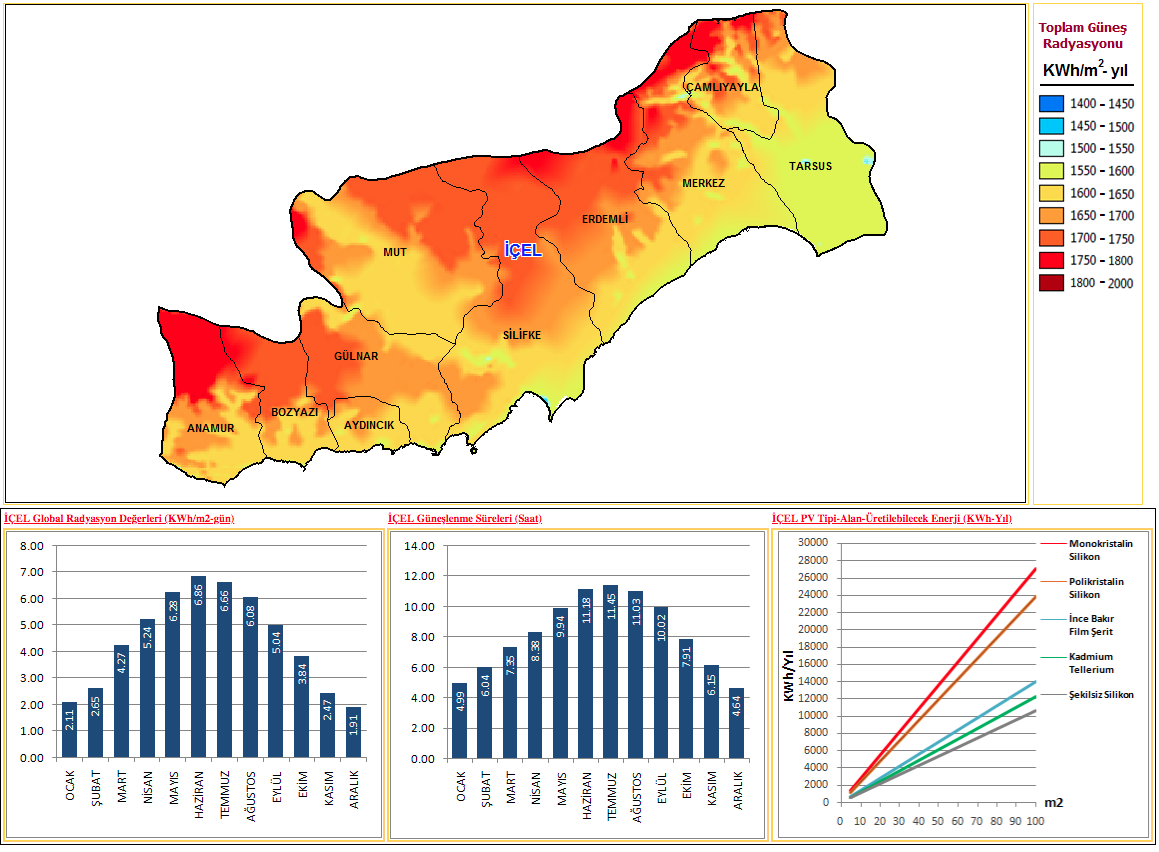 Toplam Güneş
Radyasyonu
KWh/m2- yıl
1400 - 1450
1450 - 1500
1500 - 1550
1550 - 1600
1600 - 1650
1650 - 1700
1700 - 1750
1750 - 1800
1800 - 2000
ÇAMLIYAYLA
TARSUS
MERKEZ
ERDEMLİ
MUT
İÇEL
SİLİFKE
GÜLNAR
BOZYAZI
AYDINCIK
ANAMUR
İÇEL Global Radyasyon Değerleri (KWh/m2-gün)
8.00
7.00
6.00
5.00
4.00
3.00
2.00
1.00
0.00
2.11
2.65
4.27
5.24
6.28
6.86
6.66
6.08
5.04
3.84
2.47
1.91
OCAK
ŞUBAT
MART
NİSAN
MAYIS
HAZİRAN
TEMMUZ
AĞUSTOS
EYLÜL
EKİM
KASIM
ARALIK
İÇEL Güneşlenme Süreleri (Saat)
14.00
12.00
10.00
8.00
6.00
4.00
2.00
0.00
4.99
6.04
7.35
8.38
9.94
11.18
11.45
11.03
10.02
7.91
6.15
4.64
OCAK
ŞUBAT
MART
NİSAN
MAYIS
HAZİRAN
TEMMUZ
AĞUSTOS
EYLÜL
EKİM
KASIM
ARALIK
İÇEL PV Tipi-Alan-Üretilebilecek Enerji (KWh-Yıl)
KWh/Yıl
30000
28000
26000
24000
22000
20000
18000
16000
14000
12000
10000
8000
6000
4000
2000
0
0 10 20 30 40 50 60 70 80 90 100
m2
Monokristalin
Silikon
Polikristalin
Silikon
İnce Bakır
Film Şerit
Kadmium
Tellerium
Şekilsiz Silikon